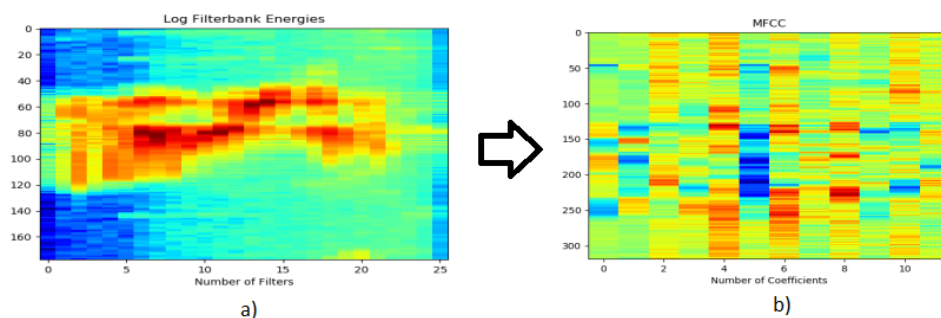 Log Filterbank Energies
0
20
40
60
80
100
120
140
160
0 5 10 15 20 25
Number of Filters
a)
MFCC
0
50
100
150
200
250
300
0 2 4 6 8 10
Number of Coefficients
b)